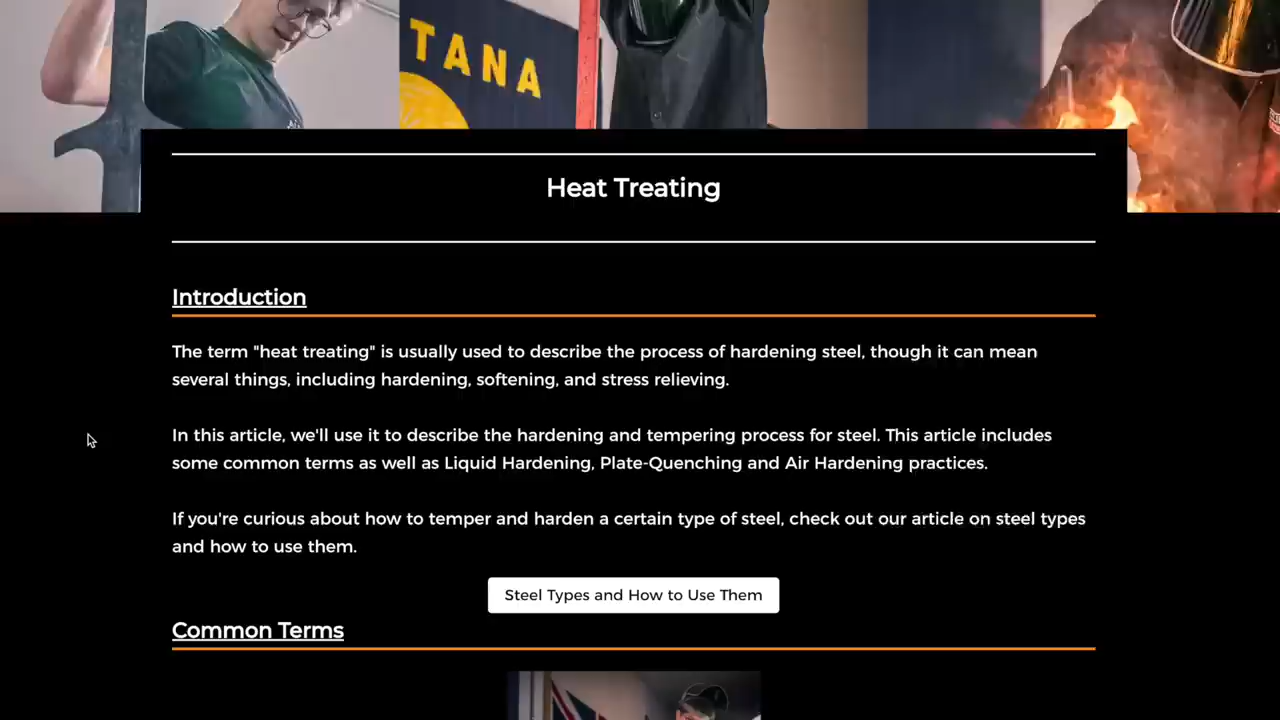 TANA
Heat Treating
Introduction
The term "heat treating" is usually used to describe the process of hardening steel, though it can mean
several things, including hardening, softening, and stress relieving.
In this article, we'll use it to describe the hardening and tempering process for steel. This article includes
some common terms as well as Liquid Hardening, Plate-Quenching and Air Hardening practices.
If you're curious about how to temper and harden a certain type of steel, check out our article on steel types
and how to use them.
Steel Types and How to Use Them
Common Terms